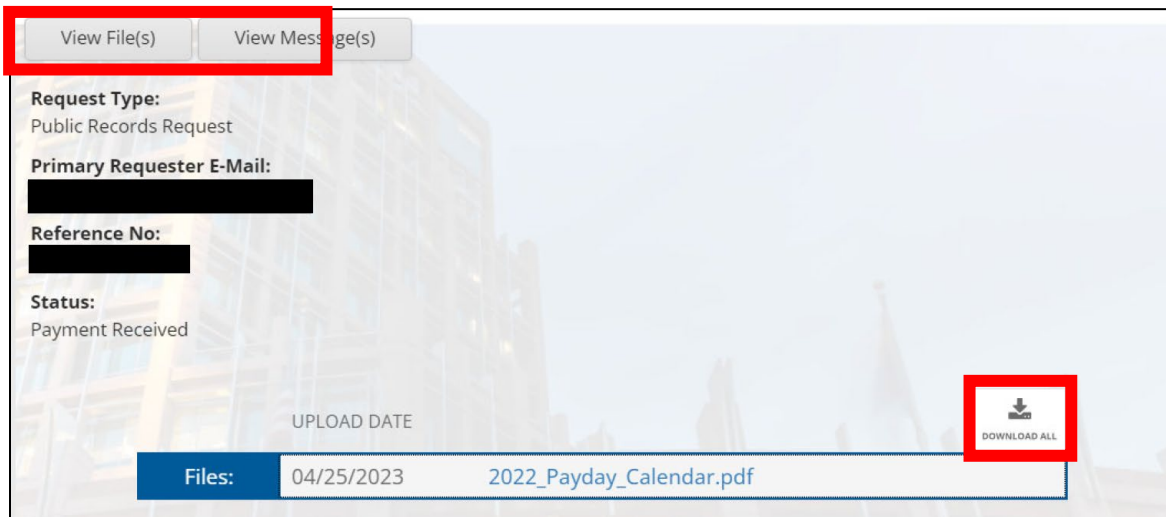 View File(s) View Message(s)
Request Type:
Public Records Request
Primary Requester E-Mail:
Reference No:
Status:
Payment Received
UPLOAD DATE
DOWNLOAD ALL
Files: 04/25/2023 2022_Payday_Calendar.pdf